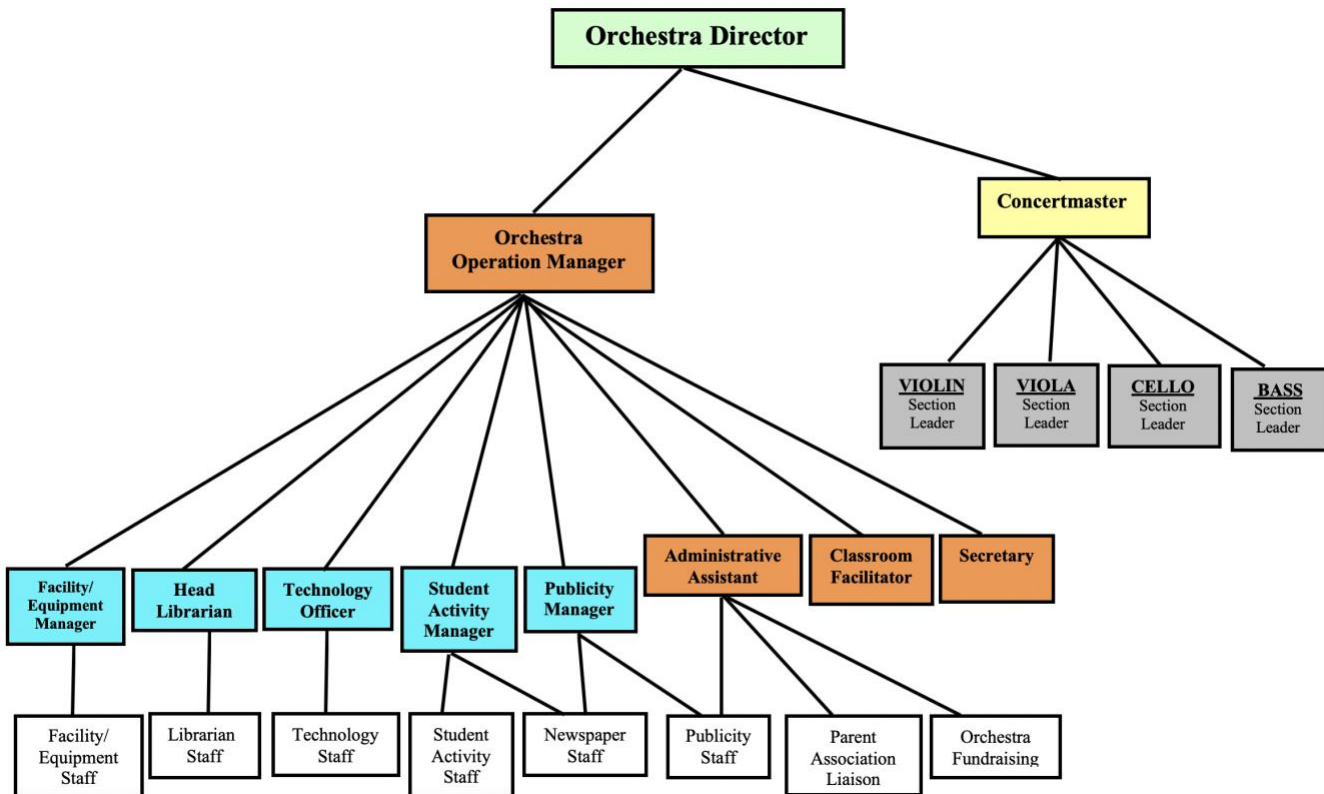 Orchestra Director
Concertmaster
Orchestra
Operation Manager
VIOLIN
Section
Leader
VIOLA
Section
Leader
CELLO
Section
Leader
BASS
Section
Leader
Facility/
Equipment
Manager
Head
Librarian
Technology
Officer
Student
Activity
Manager
Publicity
Manager
Administrative
Assistant
Classroom
Facilitator
Secretary
Facility/
Equipment
Staff
Librarian
Staff
Technology
Staff
Student
Activity
Staff
Newspaper
Staff
Publicity
Staff
Parent
Association
Liaison
Orchestra
Fundraising